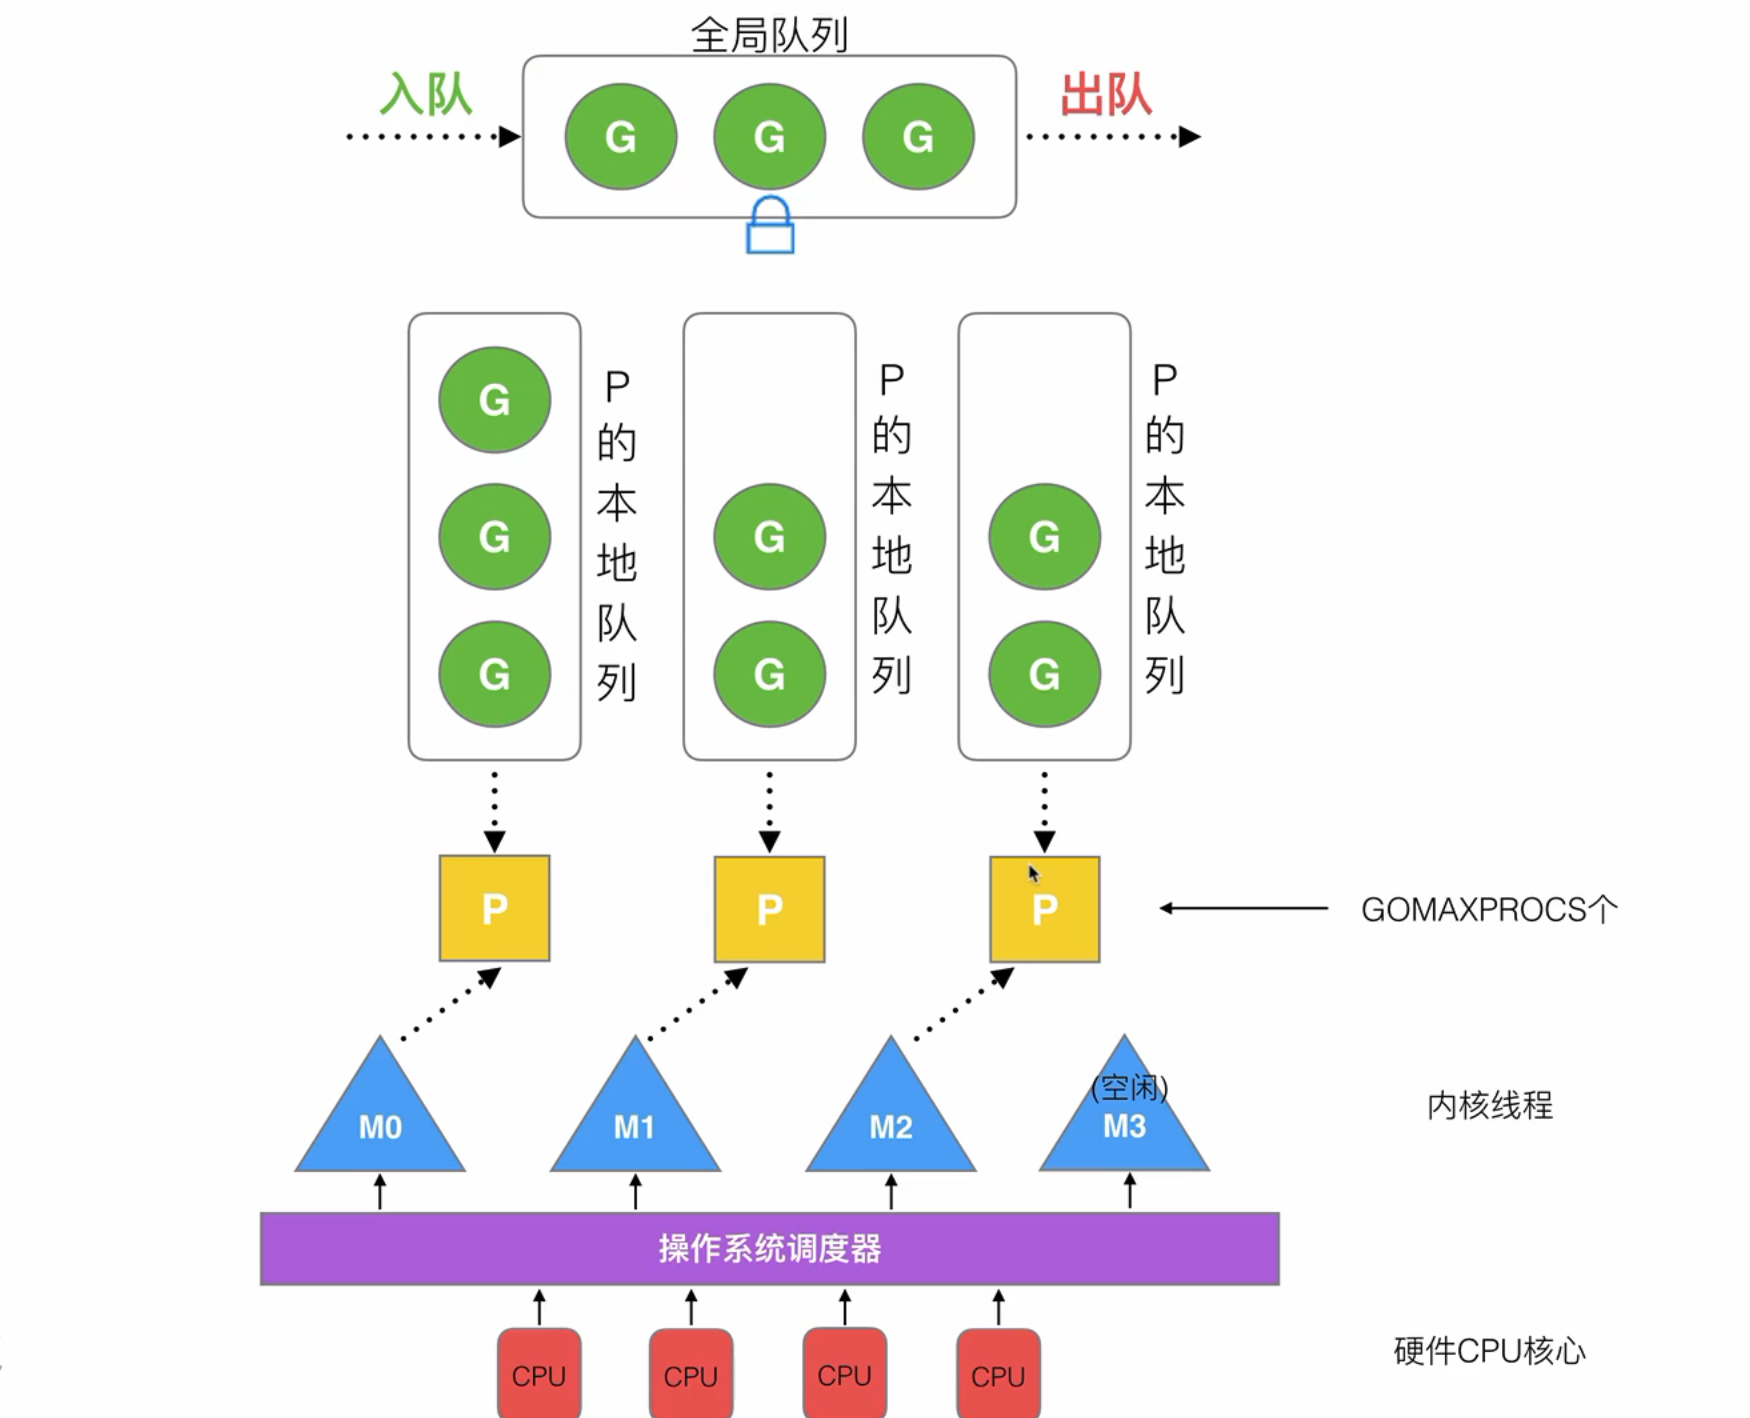 全局队列
入队
出队
G G G
G
G
G
P的本地队列
G
G
P的本地队列
G
G
P的本地队列
P P P
GOMAXPROCS个
M0 M1 M2
(空闲)
M3
内核线程
操作系统调度器
CPU CPU CPU CPU
硬件CPU核心